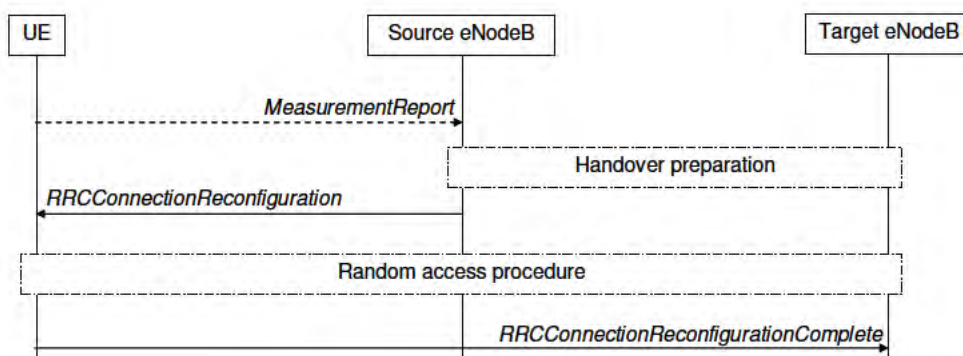 UE
Source eNodeB
Target eNodeB
MeasurementReport
Handover preparation
RRCConnectionReconfiguration
Random access procedure
RRCConnectionReconfigurationComplete